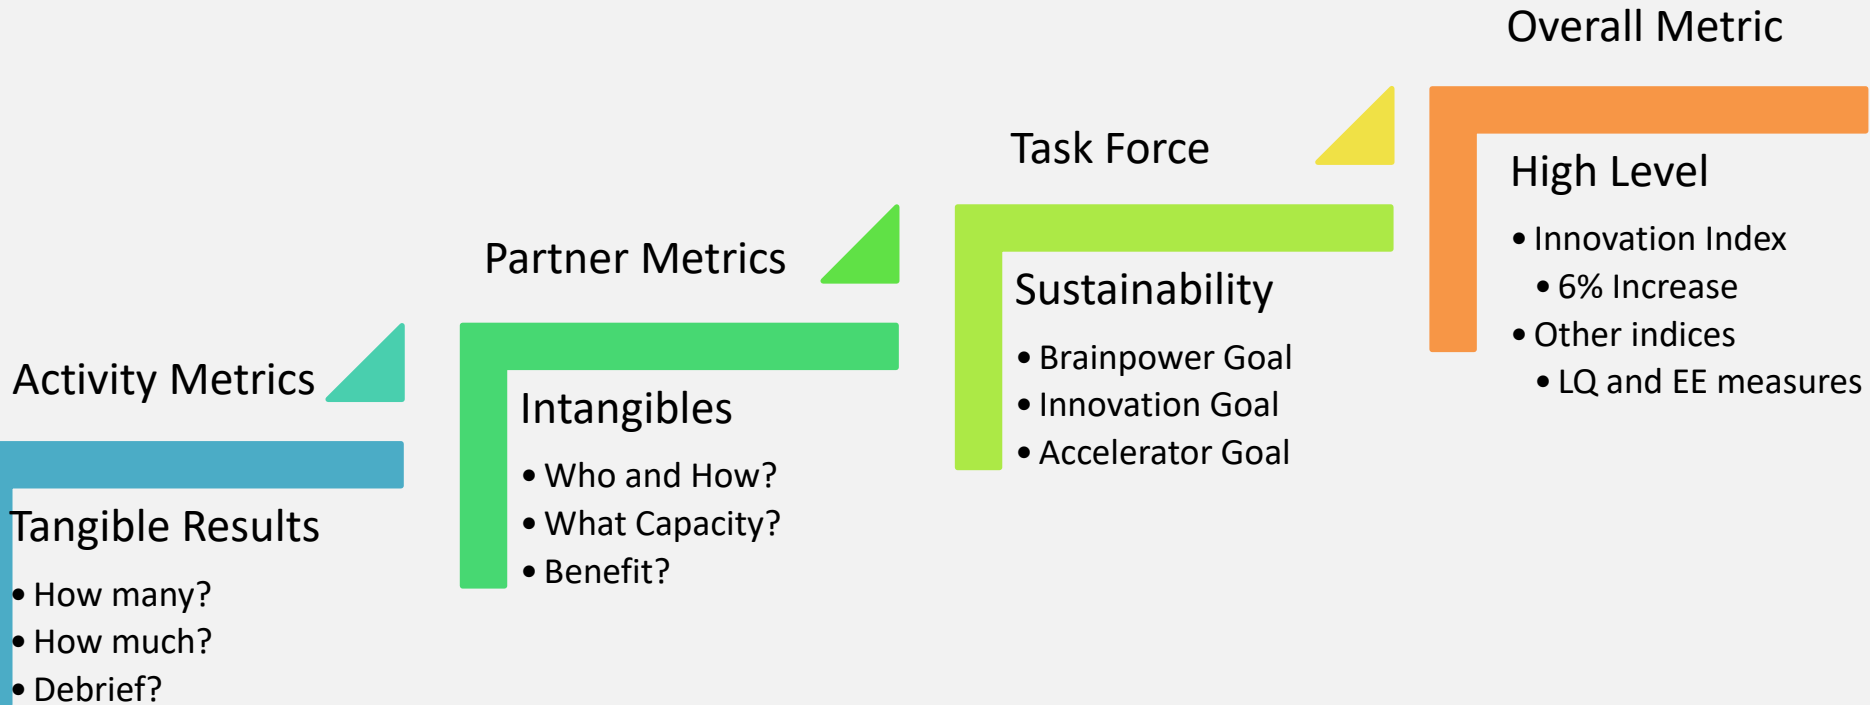 Activity Metrics
Tangible Results
• How many?
• How much?
• Debrief?
Partner Metrics
Intangibles
• Who and How?
• What Capacity?
• Benefit?
Task Force
Sustainability
• Brainpower Goal
• Innovation Goal
• Accelerator Goal
Overall Metric
High Level
• Innovation Index
• 6% Increase
• Other indices
• LQ and EE measures